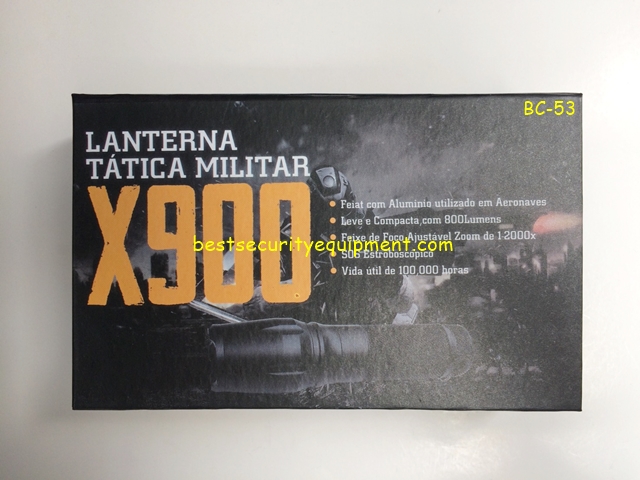 BC-53
LANTERNA
TÁTICA MILITAR
X900
Feiat com Aluminio utilizado em Aeronaves
Leve e Compacta,com 800Lumens
Feixe de Foco Ajustável Zoom de 1-2000x
bestsecurityequipment.com
SOS Estroboscópico
Vida útil de 100,000 horas